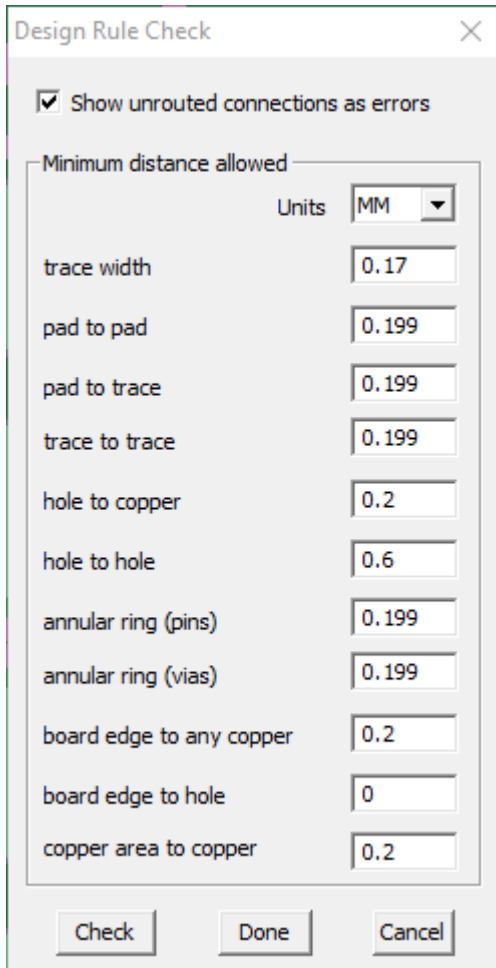 Design Rule Check
Show unrouted connections as errors
Minimum distance allowed
Units MM
trace width 0.17
pad to pad 0.199
pad to trace 0.199
trace to trace 0.199
hole to copper 0.2
hole to hole 0.6
annular ring (pins) 0.199
annular ring (vias) 0.199
board edge to any copper 0.2
board edge to hole 0
copper area to copper 0.2
Check Done Cancel